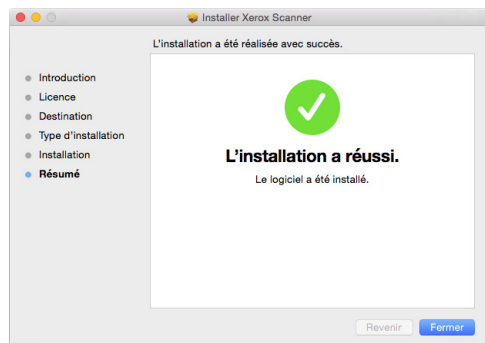 Installer Xerox Scanner
L'installation a été réalisée avec succès.
Introduction
Licence
Destination
Type d'installation
Installation
Résumé
L'installation a réussi.
Le logiciel a été installé.
Revenir
Fermer